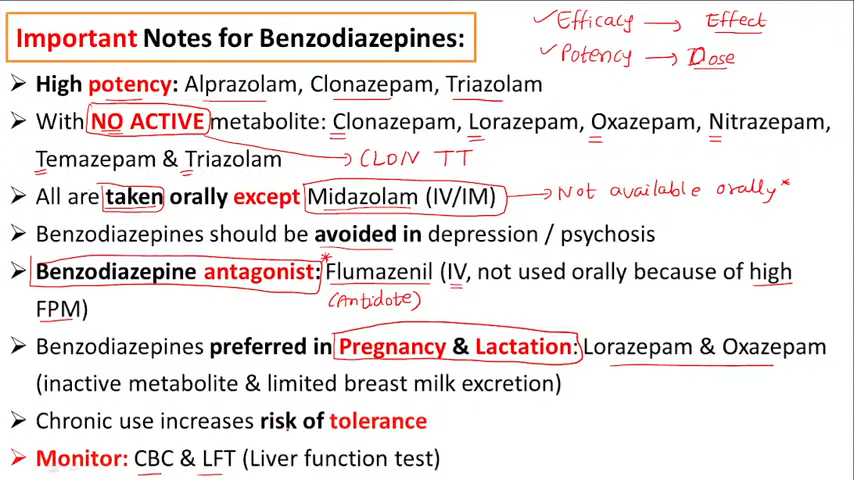 Important Notes for Benzodiazepines:
✓Efficacy → Effect
✓Potency → Dose
➢ High potency: Alprazolam, Clonazepam, Triazolam
➢ With NO ACTIVE metabolite: Clonazepam, Lorazepam, Oxazepam, Nitrazepam,
Temazepam & Triazolam → CLON TT
➢ All are taken orally except Midazolam (IV/IM) → Not available orally*
➢ Benzodiazepines should be avoided in depression / psychosis
➢ Benzodiazepine antagonist:* Flumazenil (IV, not used orally because of high
(Antidote)
FPM)
➢ Benzodiazepines preferred in Pregnancy & Lactation: Lorazepam & Oxazepam
(inactive metabolite & limited breast milk excretion)
➢ Chronic use increases risk of tolerance
➢ Monitor: CBC & LFT (Liver function test)